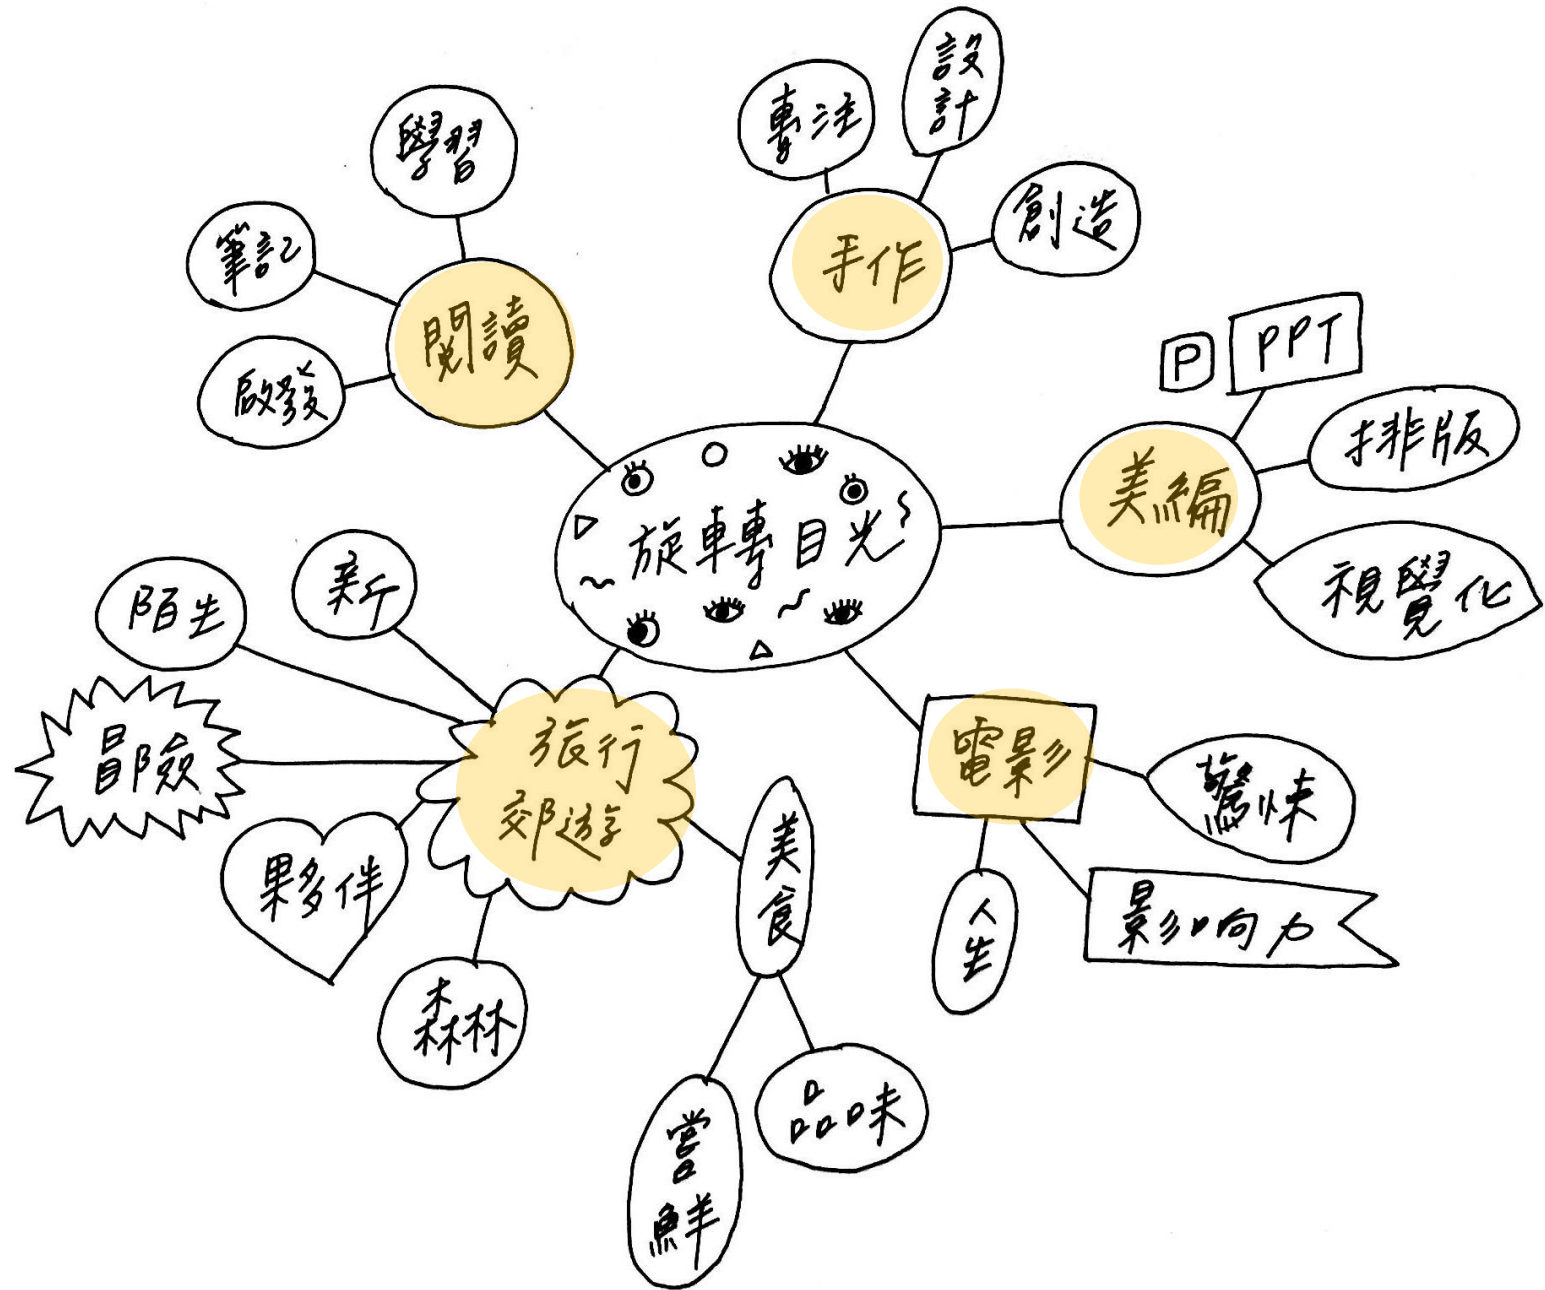 學習
筆記
啟發
閱讀
專注
設計
創造
手作
P
PPT
排版
視覺化
美編
旋轉目光
新
陌生
冒險
夥伴
森林
旅行
郊遊
美食
嘗鮮
品味
電影
驚悚
影响力
人生